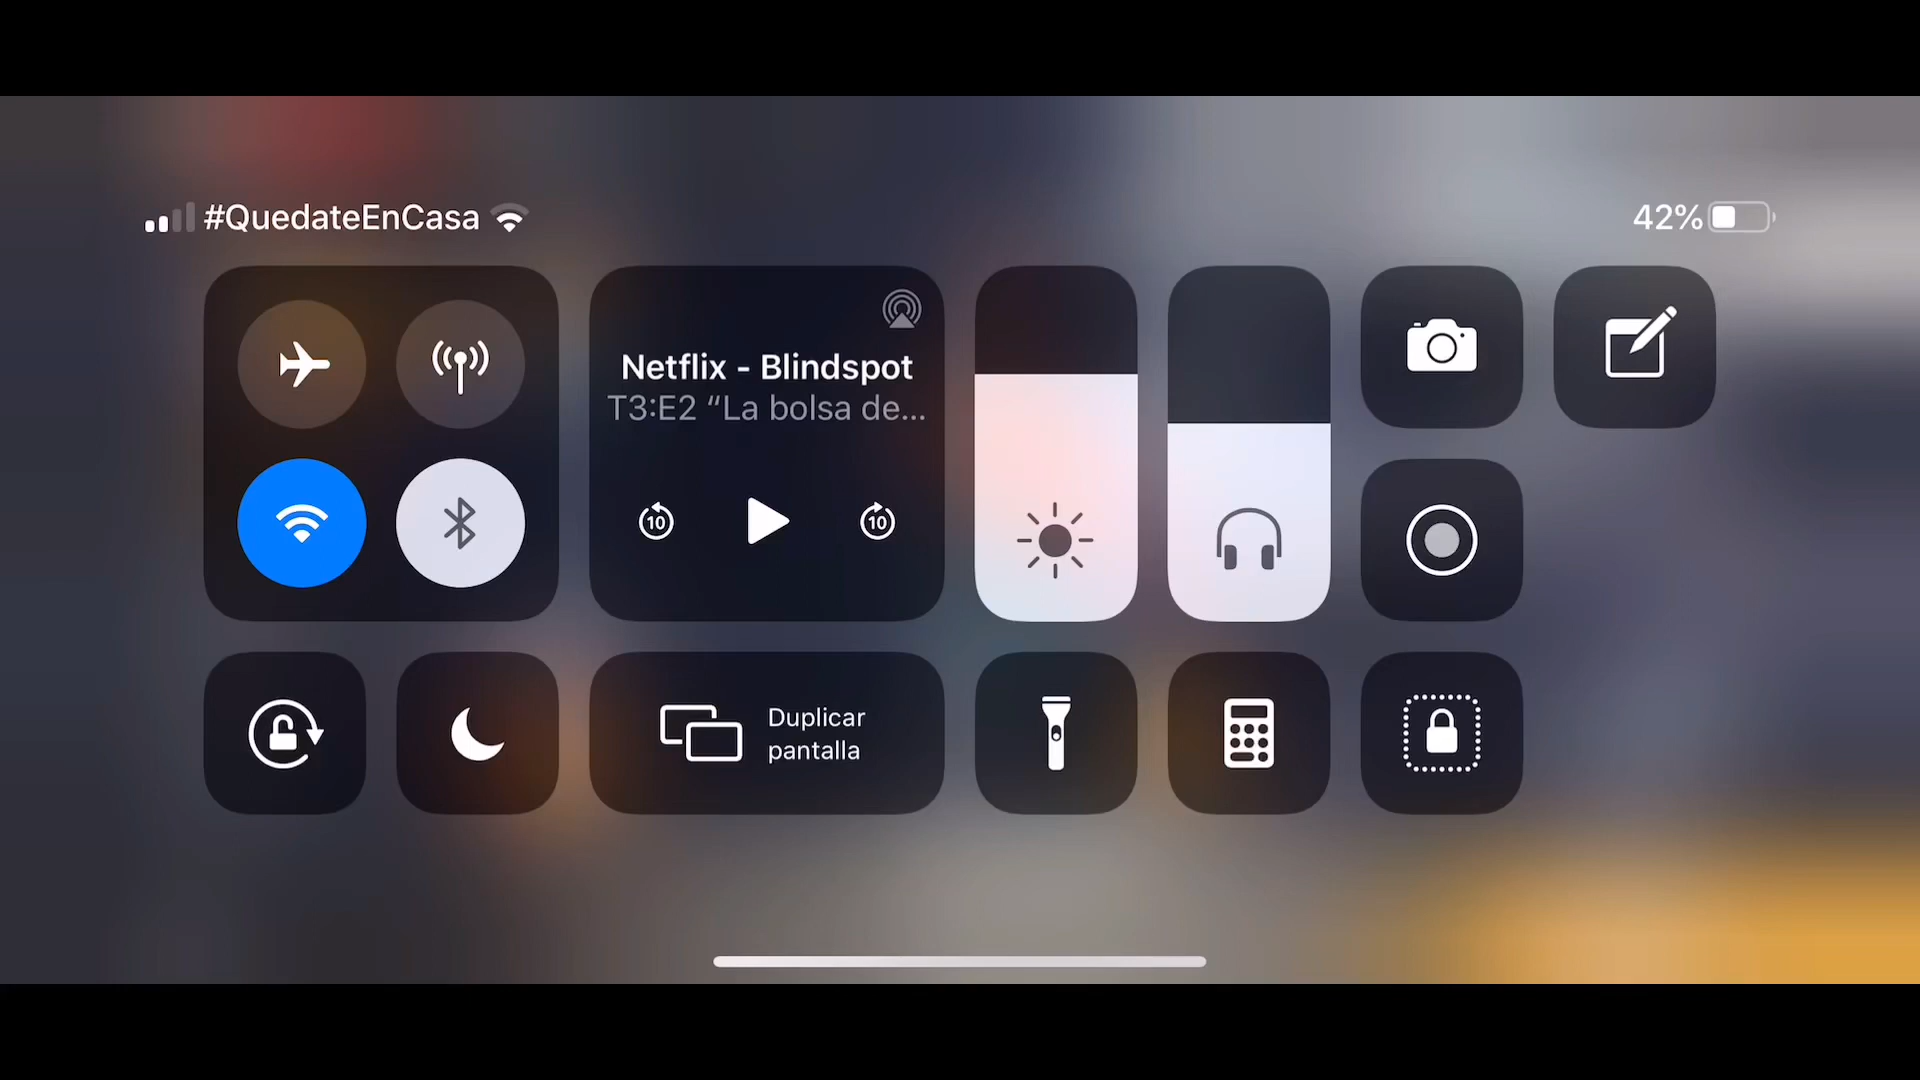 #QuedateEnCasa
42%
Netflix - Blindspot
T3:E2 “La bolsa de...
10
10
Duplicar
pantalla